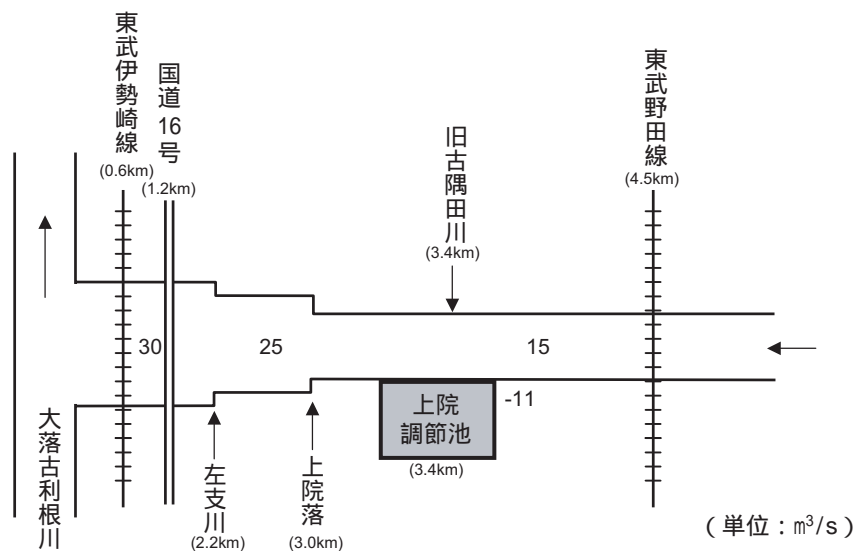 東武伊勢崎線
(0.6km)
国道16号
(1.2km)
旧古隅田川
(3.4km)
東武野田線
(4.5km)
30
25
15
上院
調節池
-11
(3.4km)
大落古利根川
左支川
(2.2km)
上院落
(3.0km)
(単位:m³/s)